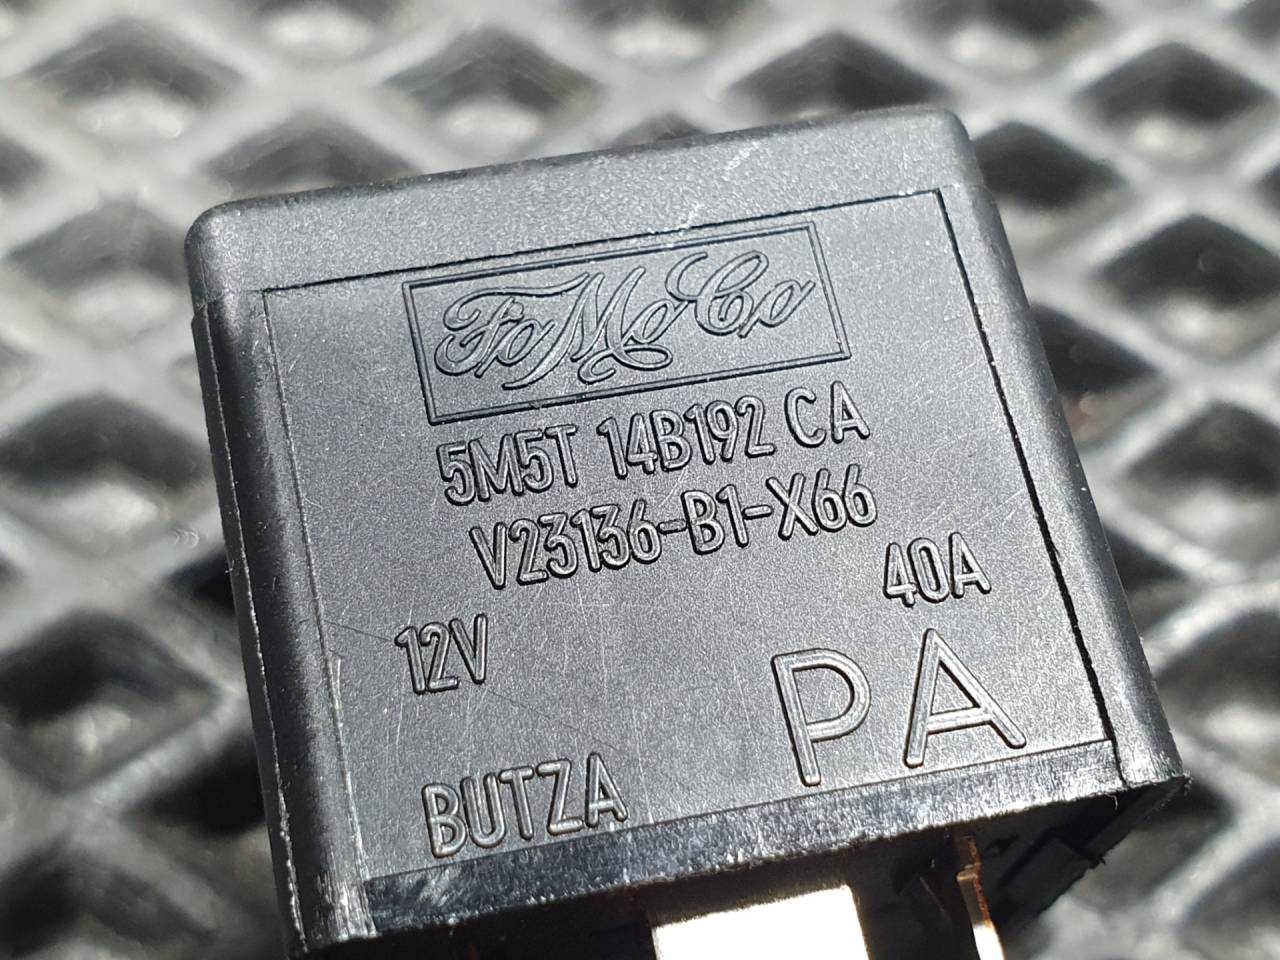 FoMoCo
5M5T 14B192 CA
V23136-B1-X66
40A
12V
PA
BUTZA